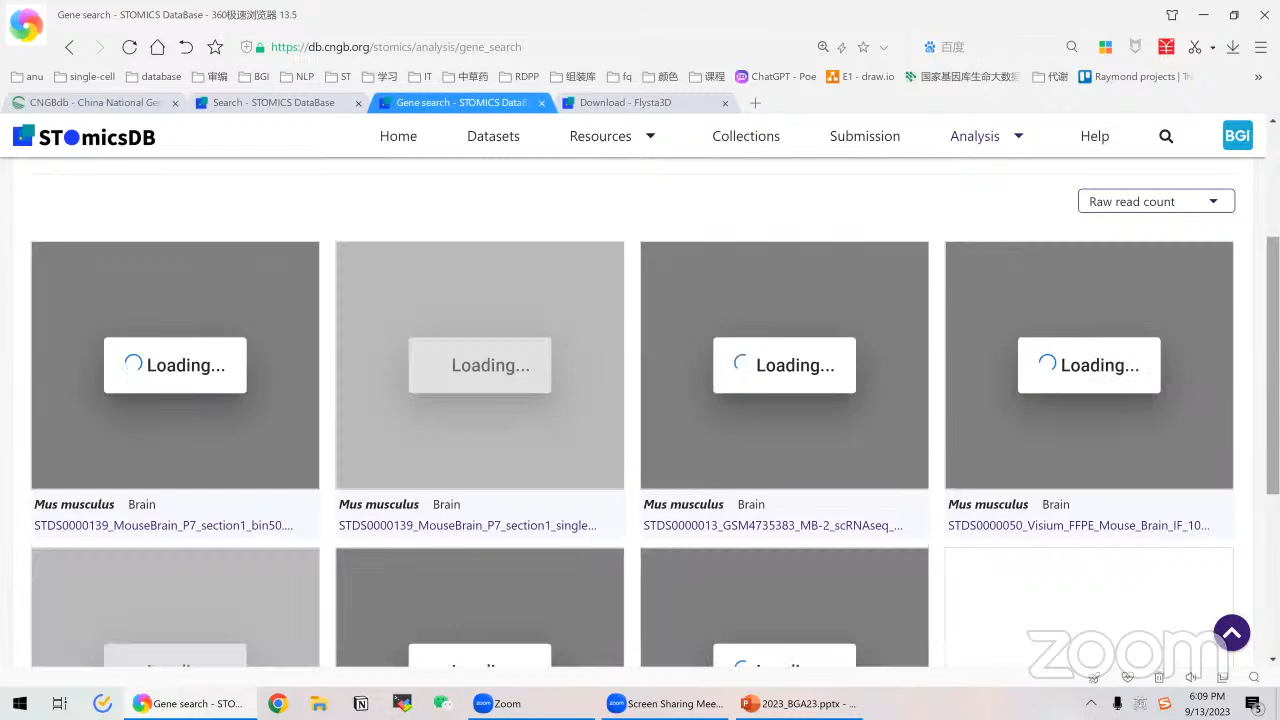 Gene search - STOMICS DataBase - 360极速浏览器 13.5
https://db.cngb.org/stomics/analysis/gene_search
百度
anu
single-cell
database
审编
BGI
NLP
ST
学习
IT
中草药
RDPP
组装库
fq
颜色
课程
ChatGPT - Poe
E1 - draw.io
国家基因库生命大数据
代谢
Raymond projects | Tr
»
CNGBdb - China National Gen
Search - STOMICS DataBase
Gene search - STOMICS DataB
Download - Flysta3D
STOmicsDB
Home
Datasets
Resources
Collections
Submission
Analysis
Help
BGI
Raw read count
Loading...
Loading...
Loading...
Loading...
Mus musculus Brain
STDS0000139_MouseBrain_P7_section1_bin50....
Mus musculus Brain
STDS0000139_MouseBrain_P7_section1_single...
Mus musculus Brain
STDS0000013_GSM4735383_MB-2_scRNAseq_...
Mus musculus Brain
STDS0000050_Visium_FFPE_Mouse_Brain_IF_10...
zoom
Gene search - STO...
zoom
Zoom
zoom
Screen Sharing Mee...
2023_BGA23.pptx - ...
6:09 PM
9/13/2023
5